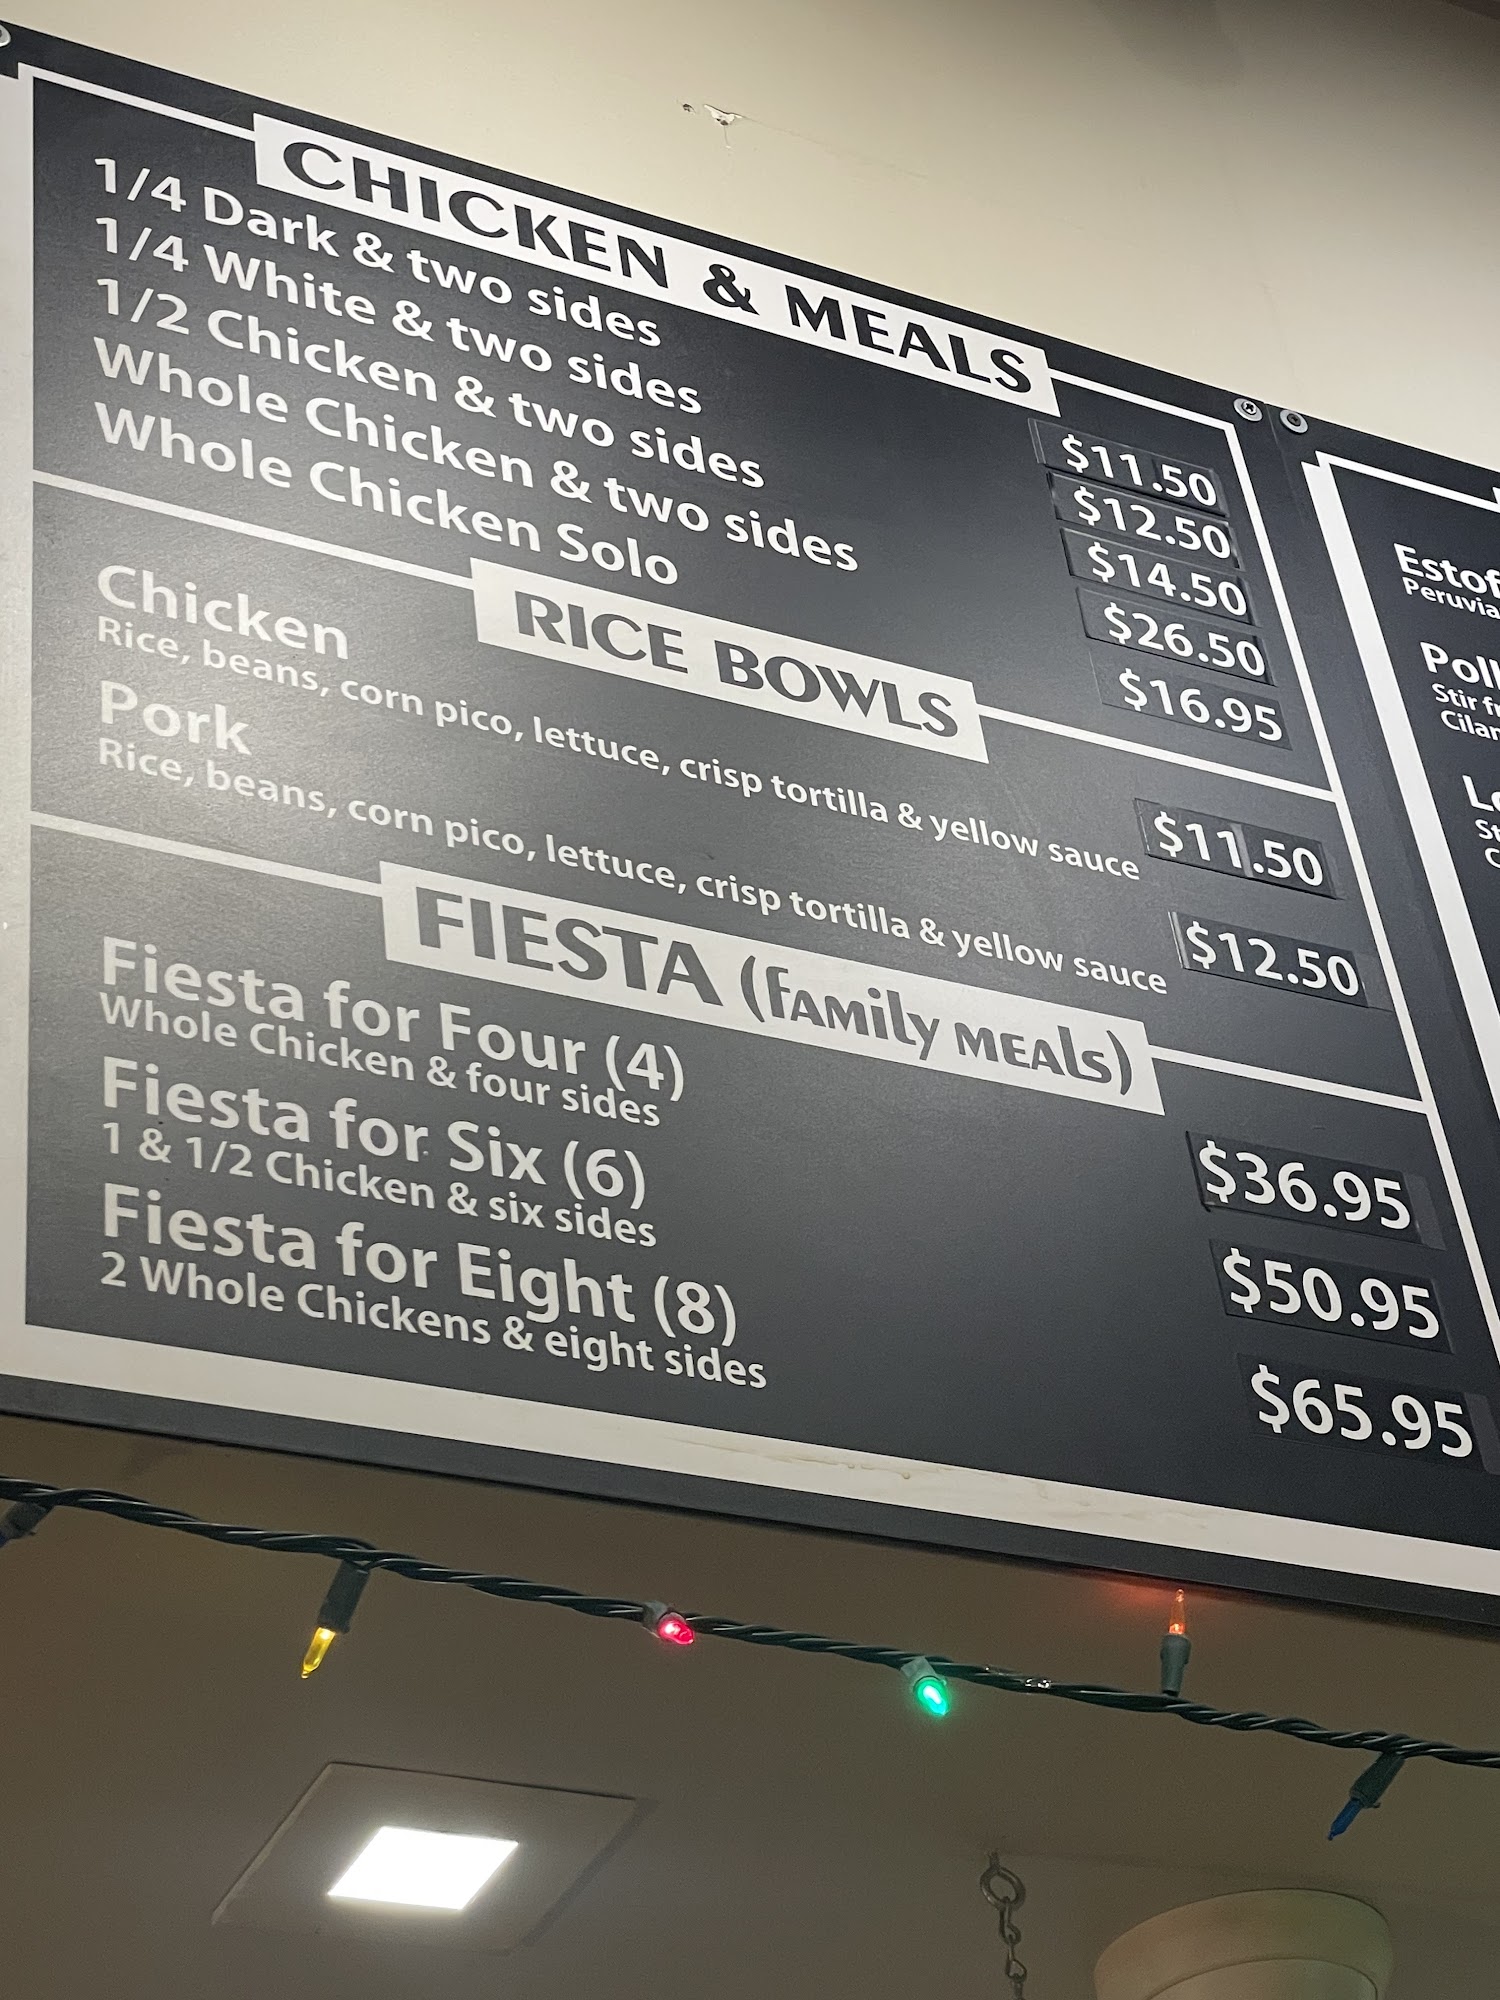 CHICKEN & MEALS
1/4 Dark & two sides $11.50
1/4 White & two sides $12.50
1/2 Chicken & two sides $14.50
Whole Chicken & two sides $26.50
Whole Chicken Solo $16.95
RICE BOWLS
Chicken
Rice, beans, corn pico, lettuce, crisp tortilla & yellow sauce $11.50
Pork
Rice, beans, corn pico, lettuce, crisp tortilla & yellow sauce $12.50
FIESTA (FAMily MEAls)
Fiesta for Four (4) $36.95
Whole Chicken & four sides
Fiesta for Six (6) $50.95
1 & 1/2 Chicken & six sides
Fiesta for Eight (8) $65.95
2 Whole Chickens & eight sides
Stir